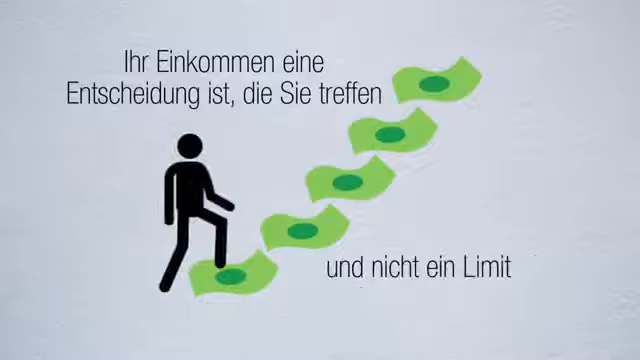 Ihr Einkommen eine
Entscheidung ist, die Sie treffen
und nicht ein Limit